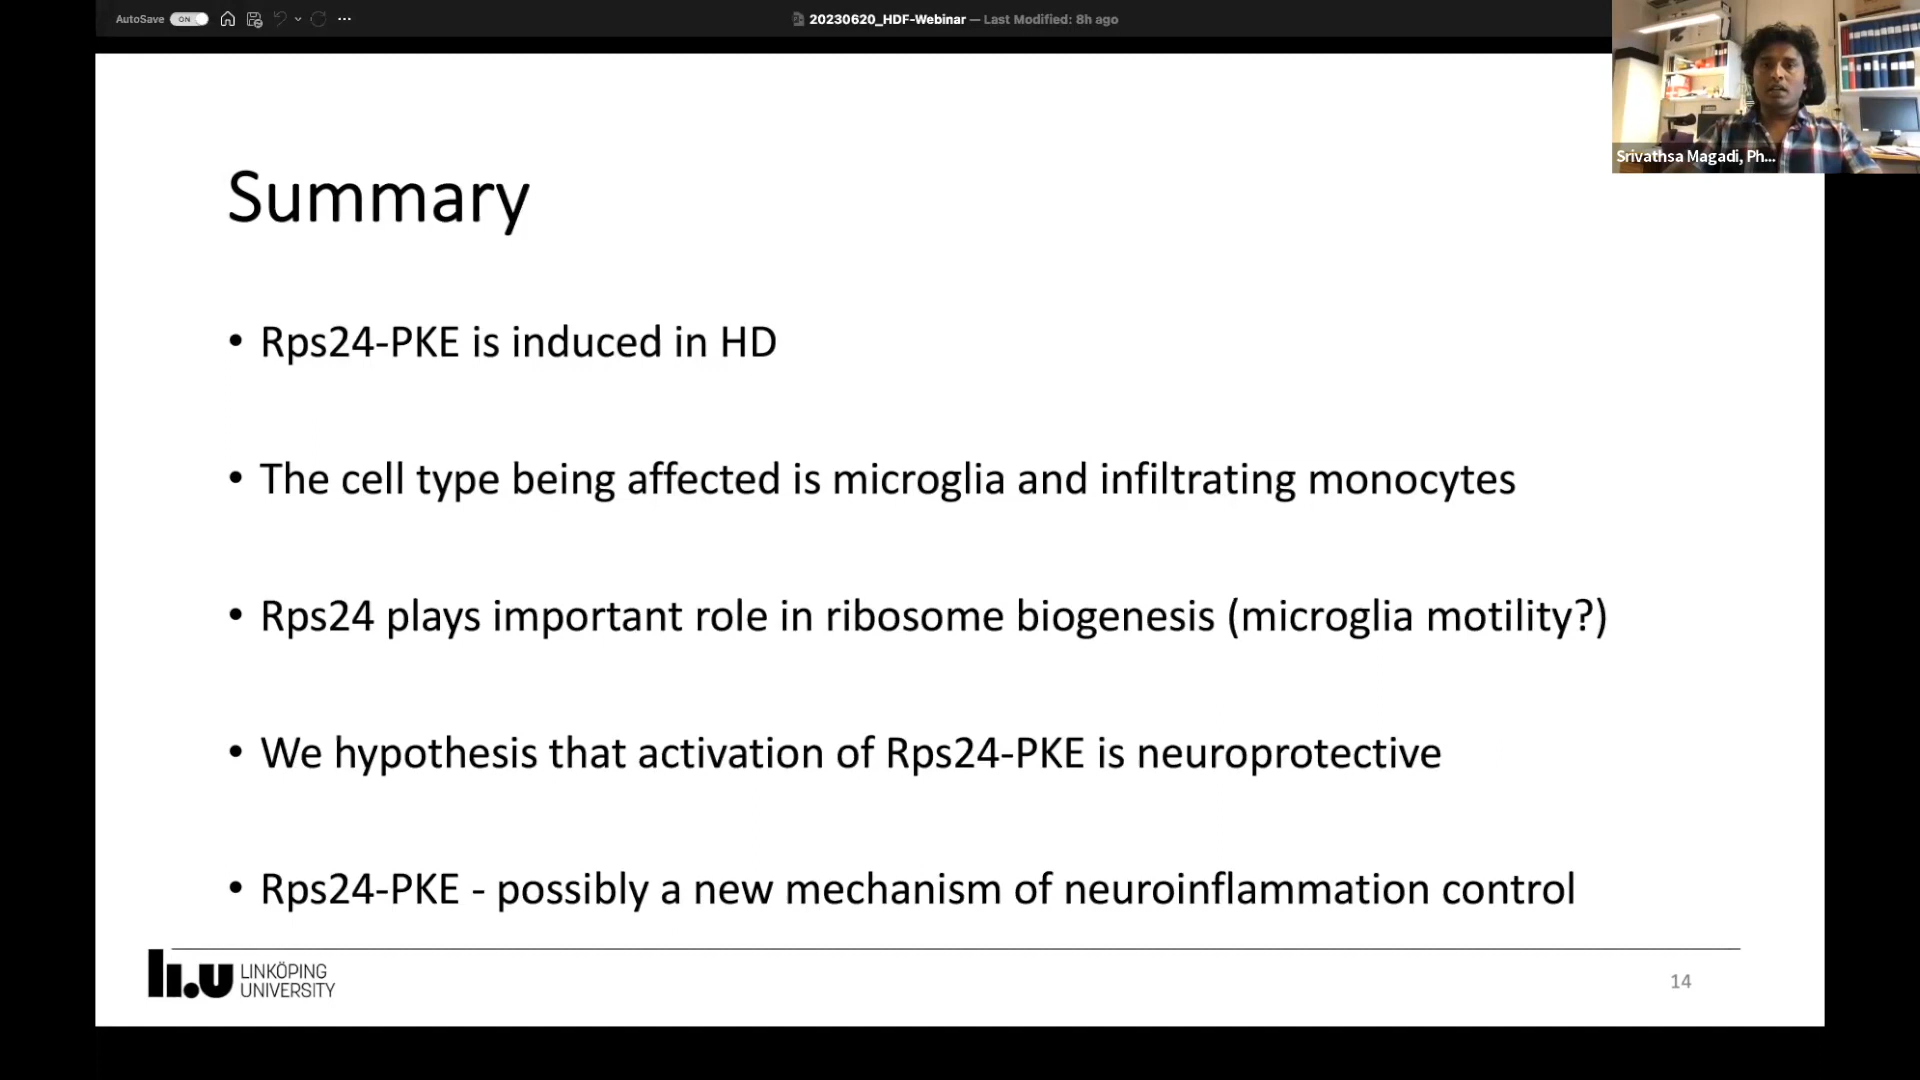 AutoSave ON
20230620_HDF-Webinar — Last Modified: 8h ago
Srivathsa Magadi, Ph...
Summary
• Rps24-PKE is induced in HD
• The cell type being affected is microglia and infiltrating monocytes
• Rps24 plays important role in ribosome biogenesis (microglia motility?)
• We hypothesis that activation of Rps24-PKE is neuroprotective
• Rps24-PKE - possibly a new mechanism of neuroinflammation control
li.u LINKÖPING
UNIVERSITY
14